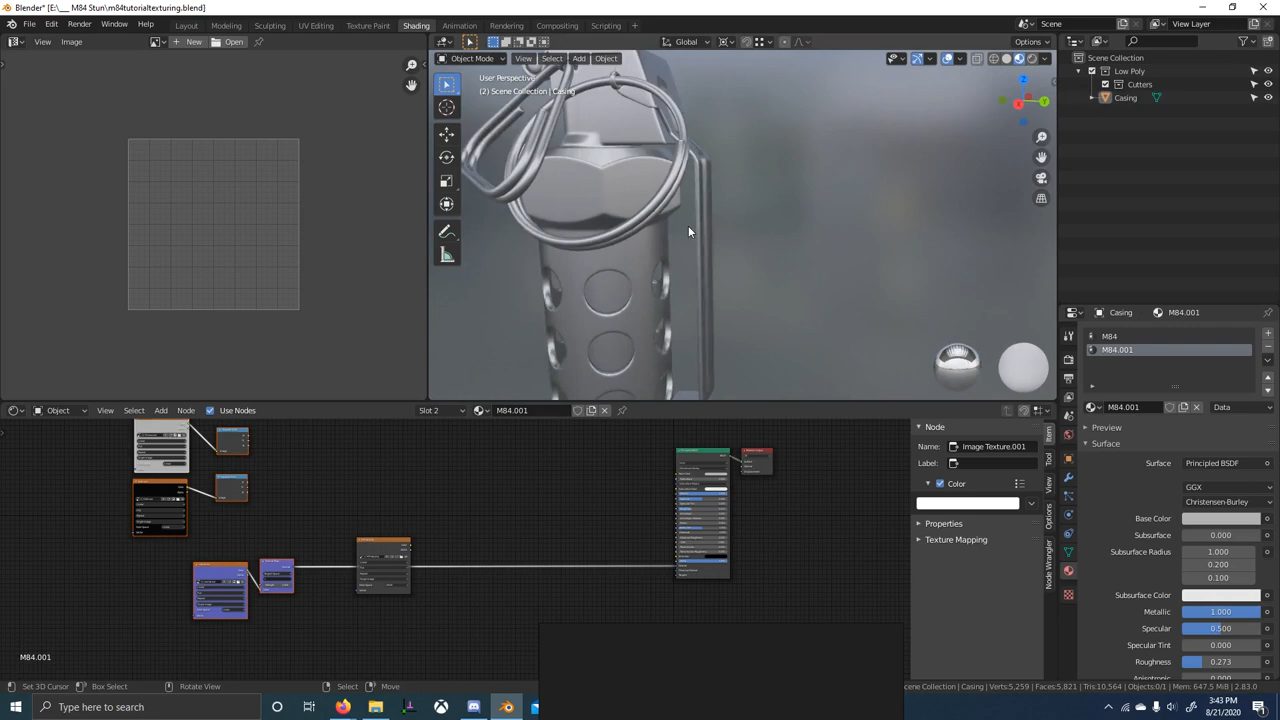 Blender* [E:\___ M84 Stun\m84tutorialtexturing.blend]
File Edit Render Window Help Layout Modeling Sculpting UV Editing Texture Paint Shading Animation Rendering Compositing Scripting + Scene View Layer
View Image + New Open
Global Options
Object Mode View Select Add Object
User Perspective
(2) Scene Collection | Casing
Scene Collection
Low Poly
Cutters
Casing
Casing M84.001
M84
M84.001
M84.001 Data
Preview
Surface
Surface Principled BSDF
GGX
Christensen-Burley
Base Color
Subsurface 0.000
Subsurface Radius 1.000
0.200
0.100
Subsurface Color
Metallic 1.000
Specular 0.500
Specular Tint 0.000
Roughness 0.273
Object View Select Add Node Use Nodes Slot 2 M84.001
Node
Name: Image Texture.001
Label:
Color
Properties
Texture Mapping
Item
Tool
View
Options
Node Wrangler
M84.001
Set 3D Cursor Box Select Rotate View Select Move
cene Collection | Casing | Verts:5,259 | Faces:5,821 | Tris:10,564 | Objects:0/1 | Mem: 647.5 MiB | 2.83.0
Type here to search
3:43 PM
8/21/2020